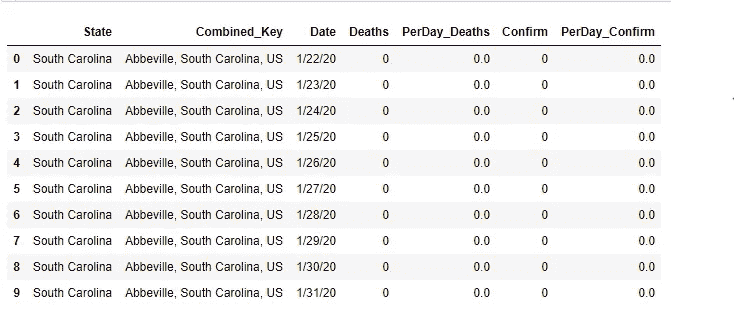 State Combined_Key Date Deaths PerDay_Deaths Confirm PerDay_Confirm
0 South Carolina Abbeville, South Carolina, US 1/22/20 0 0.0 0 0.0
1 South Carolina Abbeville, South Carolina, US 1/23/20 0 0.0 0 0.0
2 South Carolina Abbeville, South Carolina, US 1/24/20 0 0.0 0 0.0
3 South Carolina Abbeville, South Carolina, US 1/25/20 0 0.0 0 0.0
4 South Carolina Abbeville, South Carolina, US 1/26/20 0 0.0 0 0.0
5 South Carolina Abbeville, South Carolina, US 1/27/20 0 0.0 0 0.0
6 South Carolina Abbeville, South Carolina, US 1/28/20 0 0.0 0 0.0
7 South Carolina Abbeville, South Carolina, US 1/29/20 0 0.0 0 0.0
8 South Carolina Abbeville, South Carolina, US 1/30/20 0 0.0 0 0.0
9 South Carolina Abbeville, South Carolina, US 1/31/20 0 0.0 0 0.0